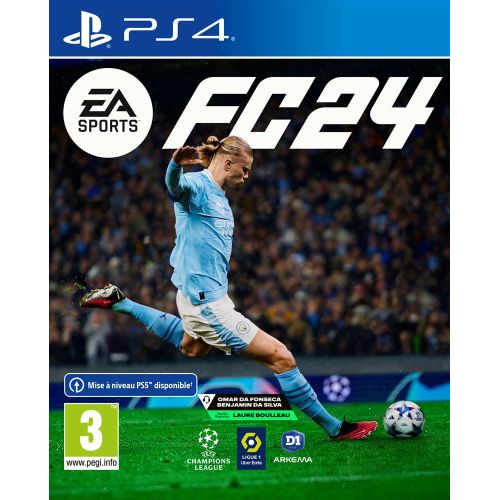 PS4
EA
SPORTS
FC24
Mise à niveau PS5™ disponible¹
OMAR DA FONSECA
BENJAMIN DA SILVA
LAURE BOULLEAU
3
www.pegi.info
CHAMPIONS
LEAGUE
LIGUE 1
Uber Eats
D1
ARKEMA